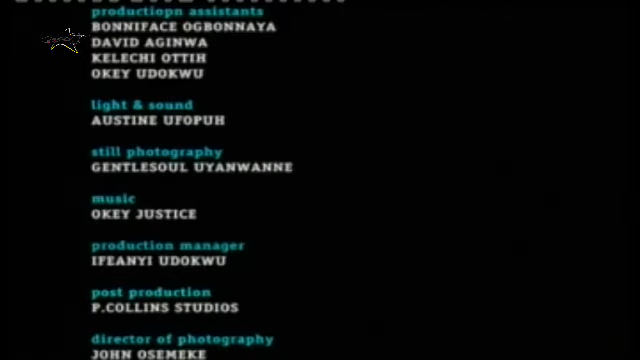 productiopn assistants
BONNIFACE OGBONNAYA
DAVID AGINWA
KELECHI OTTIH
OKEY UDOKWU
light & sound
AUSTINE UFOPUH
still photography
GENTLESOUL UYANWANNE
music
OKEY JUSTICE
production manager
IFEANYI UDOKWU
post production
P.COLLINS STUDIOS
director of photography
JOHN OSEMEKE